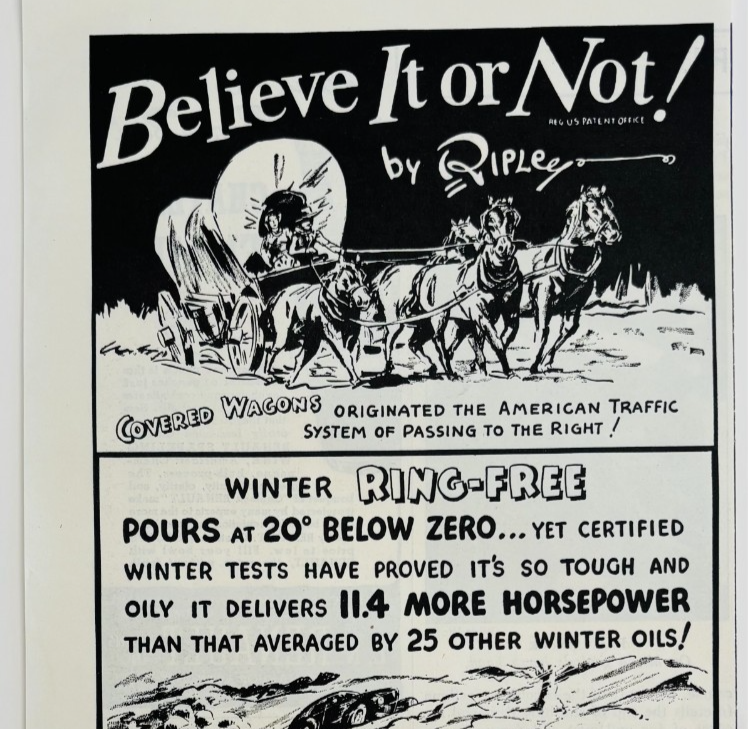 Believe It or Not!
REG US PATENT OFFICE
by RIPLEy
COVERED WAGONS ORIGINATED THE AMERICAN TRAFFIC
SYSTEM OF PASSING TO THE RIGHT!
WINTER RING-FREE
POURS AT 20° BELOW ZERO... YET CERTIFIED
WINTER TESTS HAVE PROVED IT'S SO TOUGH AND
OILY IT DELIVERS 11.4 MORE HORSEPOWER
THAN THAT AVERAGED BY 25 OTHER WINTER OILS!